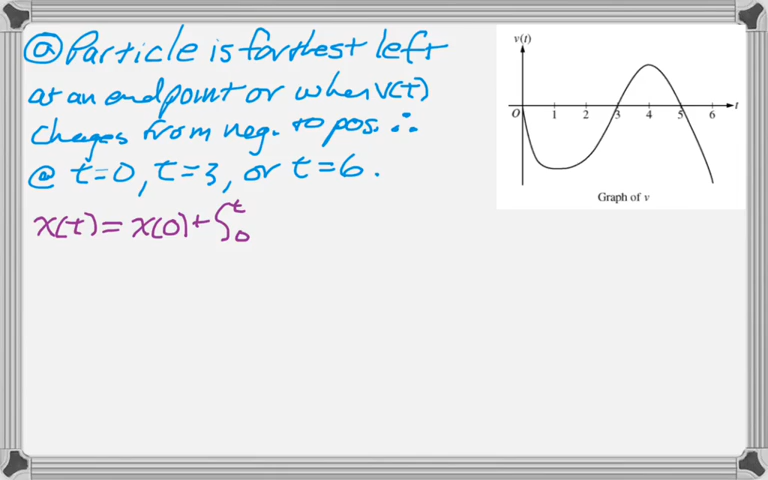 ⓐ Particle is farthest left
at an endpoint or when v(t)
changes from neg. to pos. ∴
@ t=0, t=3, or t=6.
x(t) = x(0) + ∫₀ᵗ
v(t)
O 1 2 3 4 5 6 t
Graph of v